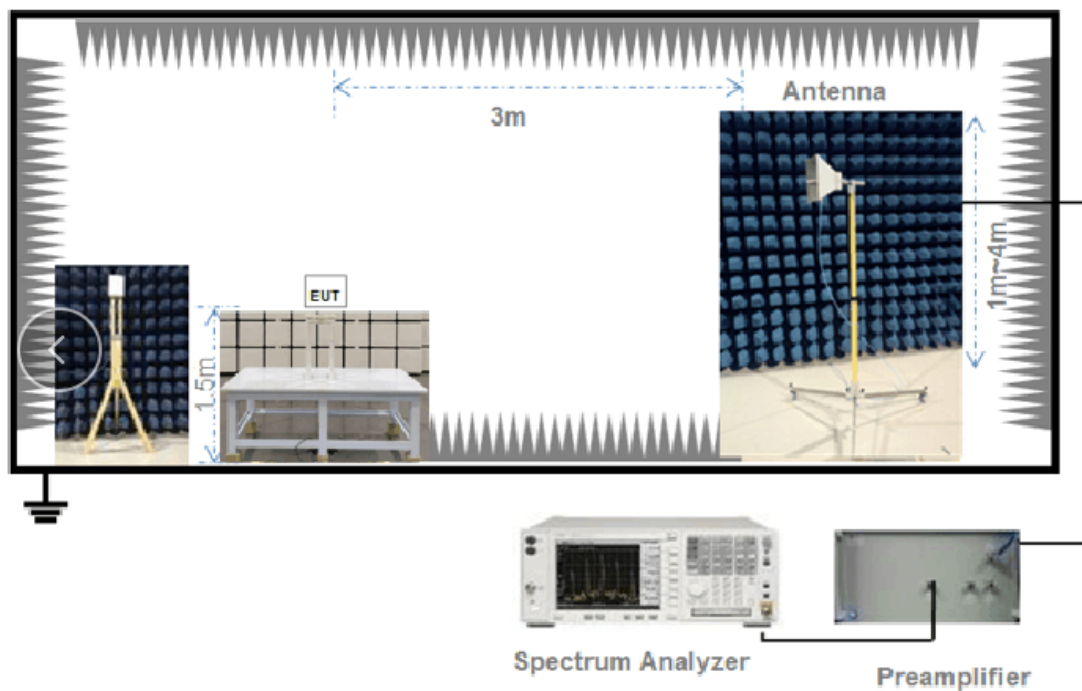 Antenna
3m
1m~4m
EUT
1.5m
Spectrum Analyzer
Preamplifier